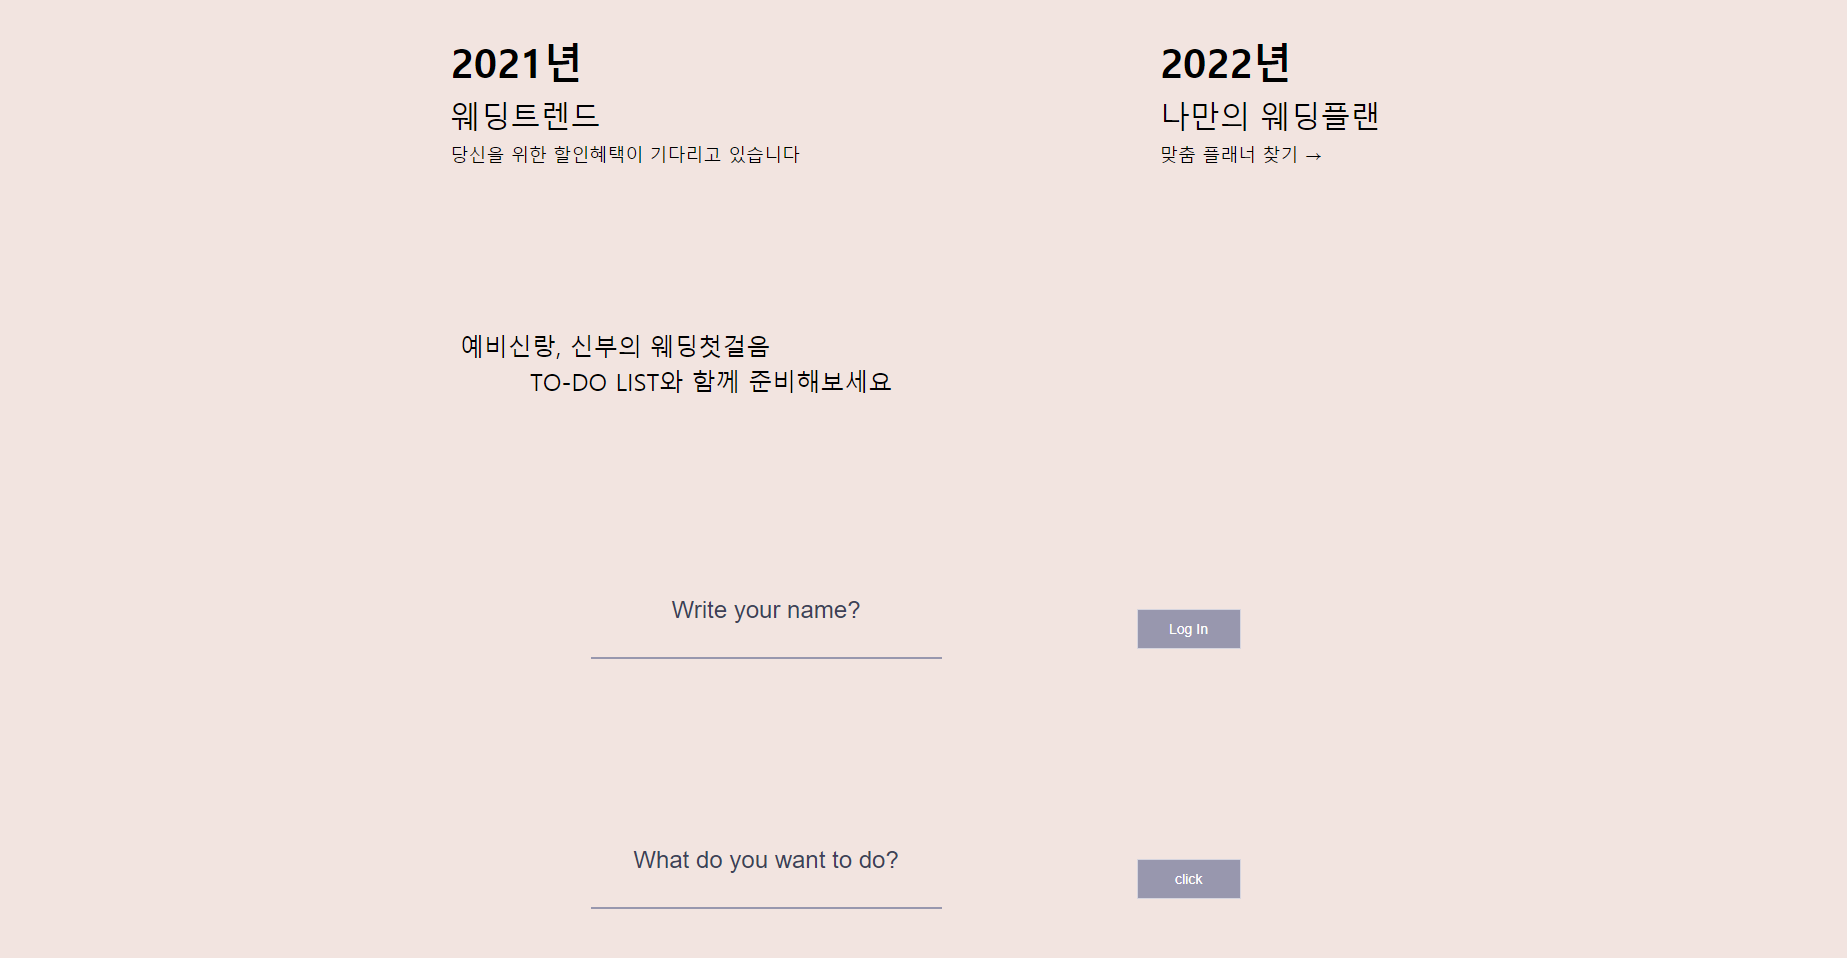 2021년
웨딩트렌드
당신을 위한 할인혜택이 기다리고 있습니다
2022년
나만의 웨딩플랜
맞춤 플래너 찾기 →
예비신랑, 신부의 웨딩첫걸음
TO-DO LIST와 함께 준비해보세요
Write your name?
Log In
What do you want to do?
click